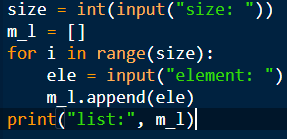 size = int(input("size: "))
m_l = []
for i in range(size):
    ele = input("element: ")
    m_l.append(ele)
print("list:", m_l)